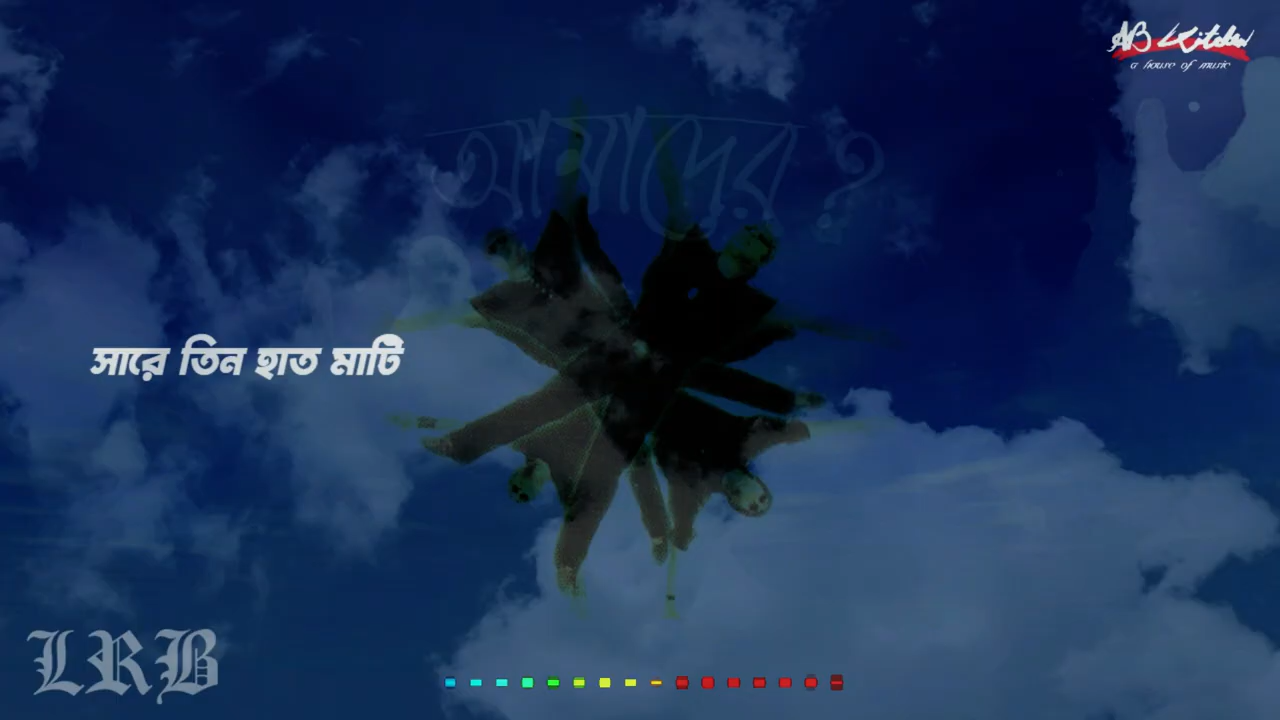 AB Kitchen
a house of music
আমাদের ?
সারে তিন হাত মাটি
LRB